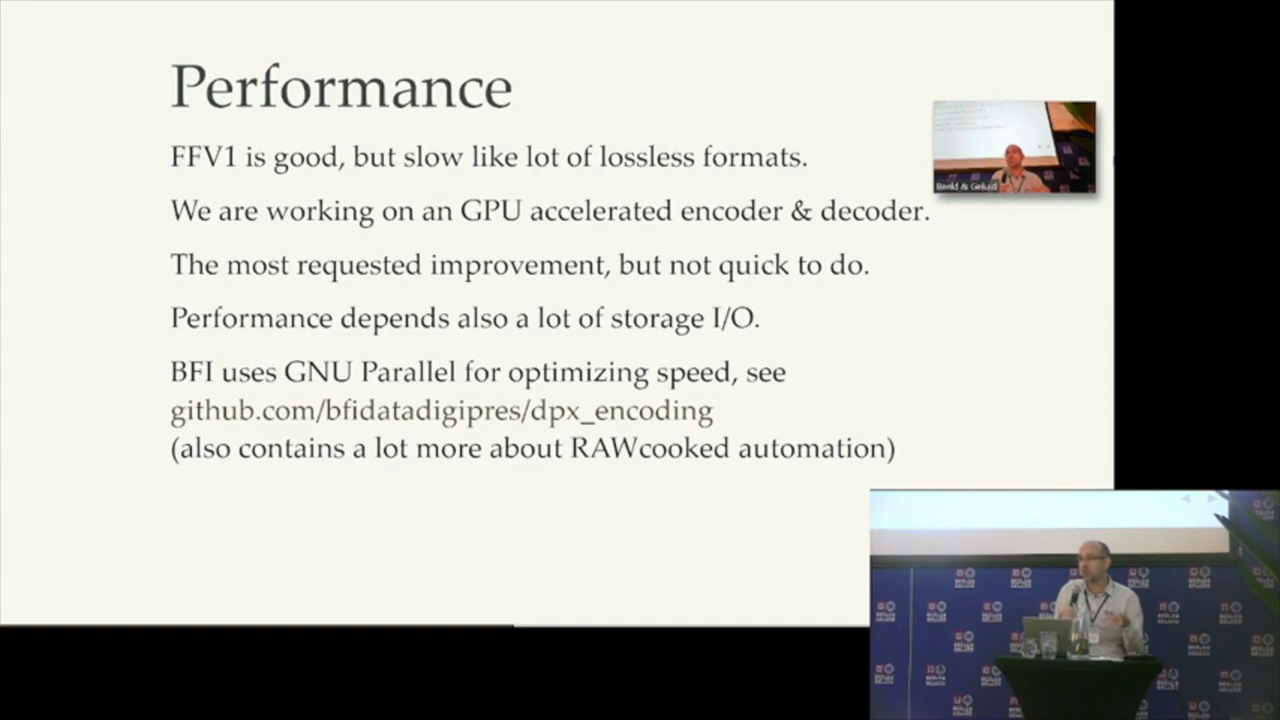 Performance
FFV1 is good, but slow like lot of lossless formats.
We are working on an GPU accelerated encoder & decoder.
The most requested improvement, but not quick to do.
Performance depends also a lot of storage I/O.
BFI uses GNU Parallel for optimizing speed, see
github.com/bfidatadigipres/dpx_encoding
(also contains a lot more about RAWcooked automation)
Beeld & Geluid